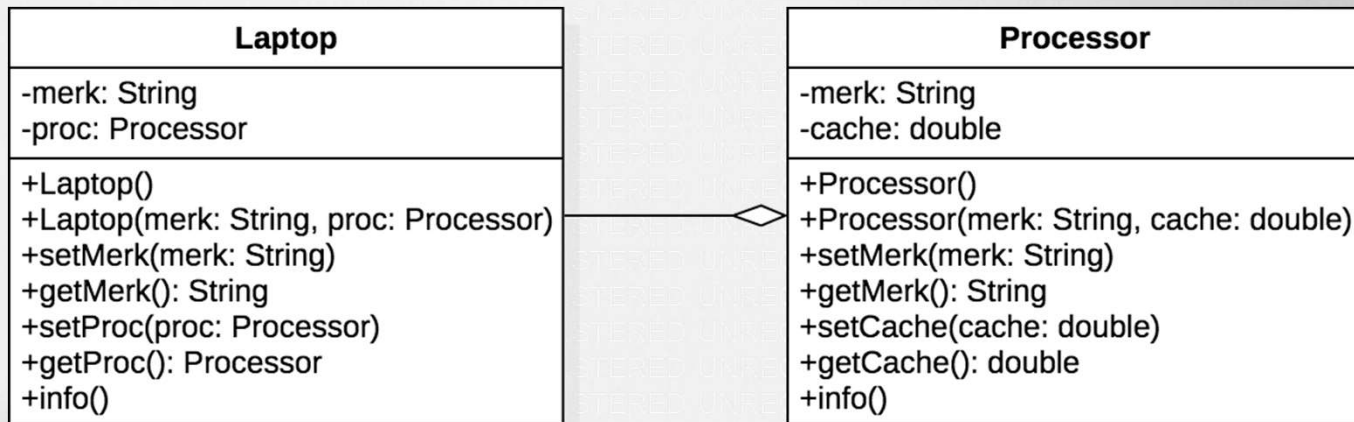 Laptop
-merk: String
-proc: Processor
+Laptop()
+Laptop(merk: String, proc: Processor)
+setMerk(merk: String)
+getMerk(): String
+setProc(proc: Processor)
+getProc(): Processor
+info()
Processor
-merk: String
-cache: double
+Processor()
+Processor(merk: String, cache: double)
+setMerk(merk: String)
+getMerk(): String
+setCache(cache: double)
+getCache(): double
+info()